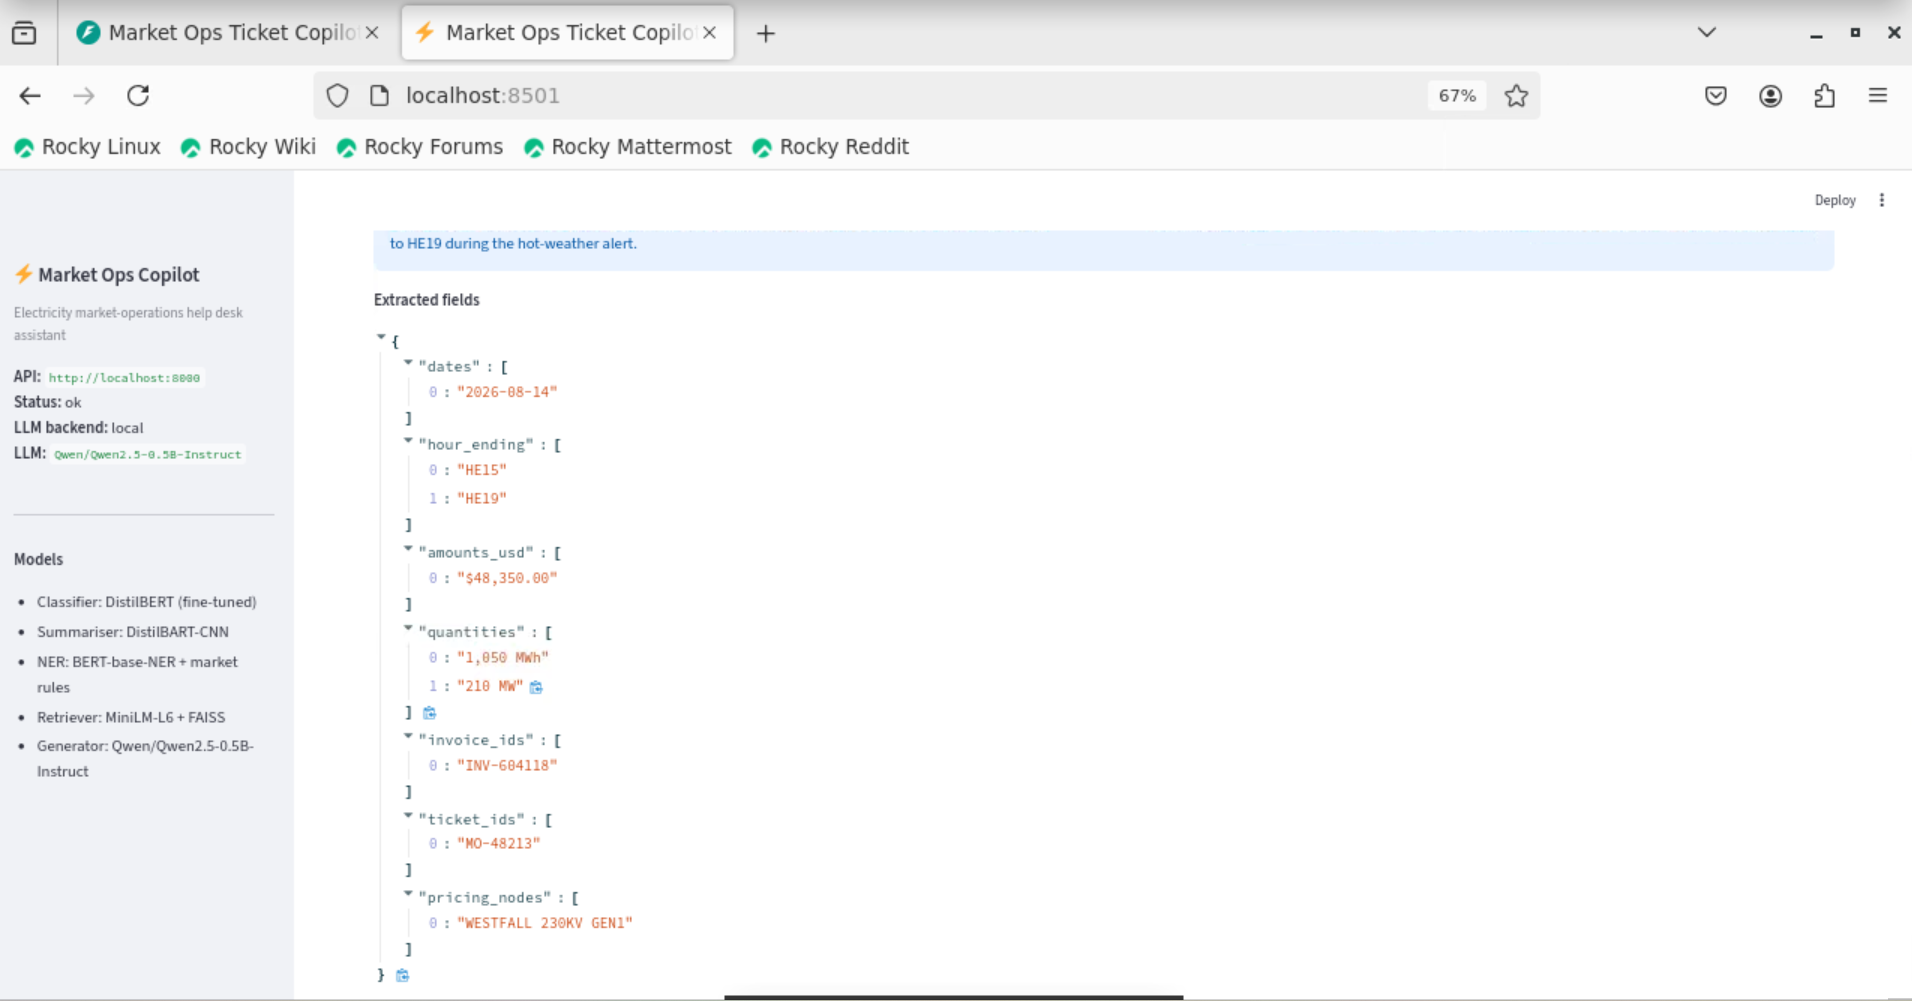 Market Ops Ticket Copilot
Market Ops Ticket Copilot
localhost:8501
67%
Rocky Linux
Rocky Wiki
Rocky Forums
Rocky Mattermost
Rocky Reddit
Deploy
⚡ Market Ops Copilot
Electricity market-operations help desk
assistant
API: http://localhost:8000
Status: ok
LLM backend: local
LLM: Qwen/Qwen2.5-0.5B-Instruct
Models
• Classifier: DistilBERT (fine-tuned)
• Summariser: DistilBART-CNN
• NER: BERT-base-NER + market
rules
• Retriever: MiniLM-L6 + FAISS
• Generator: Qwen/Qwen2.5-0.5B-
Instruct
to HE19 during the hot-weather alert.
Extracted fields
{
"dates" : [
0 : "2026-08-14"
]
"hour_ending" : [
0 : "HE15"
1 : "HE19"
]
"amounts_usd" : [
0 : "$48,350.00"
]
"quantities" : [
0 : "1,050 MWh"
1 : "210 MW"
]
"invoice_ids" : [
0 : "INV-604118"
]
"ticket_ids" : [
0 : "MO-48213"
]
"pricing_nodes" : [
0 : "WESTFALL 230KV GEN1"
]
}